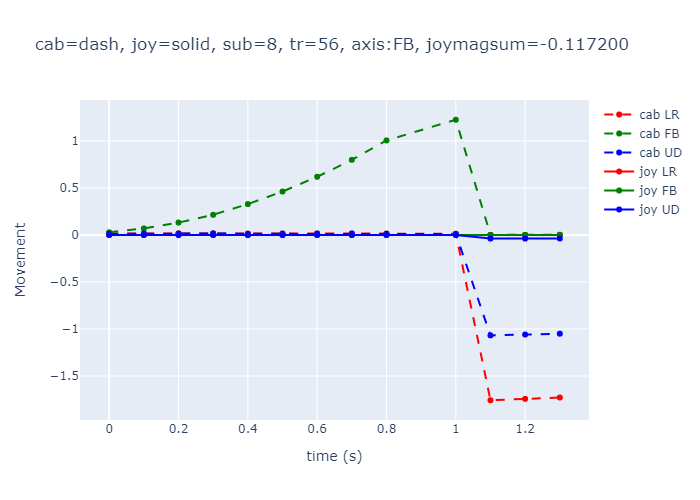 cab=dash, joy=solid, sub=8, tr=56, axis:FB, joymagsum=-0.117200
cab LR
cab FB
cab UD
joy LR
joy FB
joy UD
Movement
1
0.5
0
−0.5
−1
−1.5
0
0.2
0.4
0.6
0.8
1
1.2
time (s)